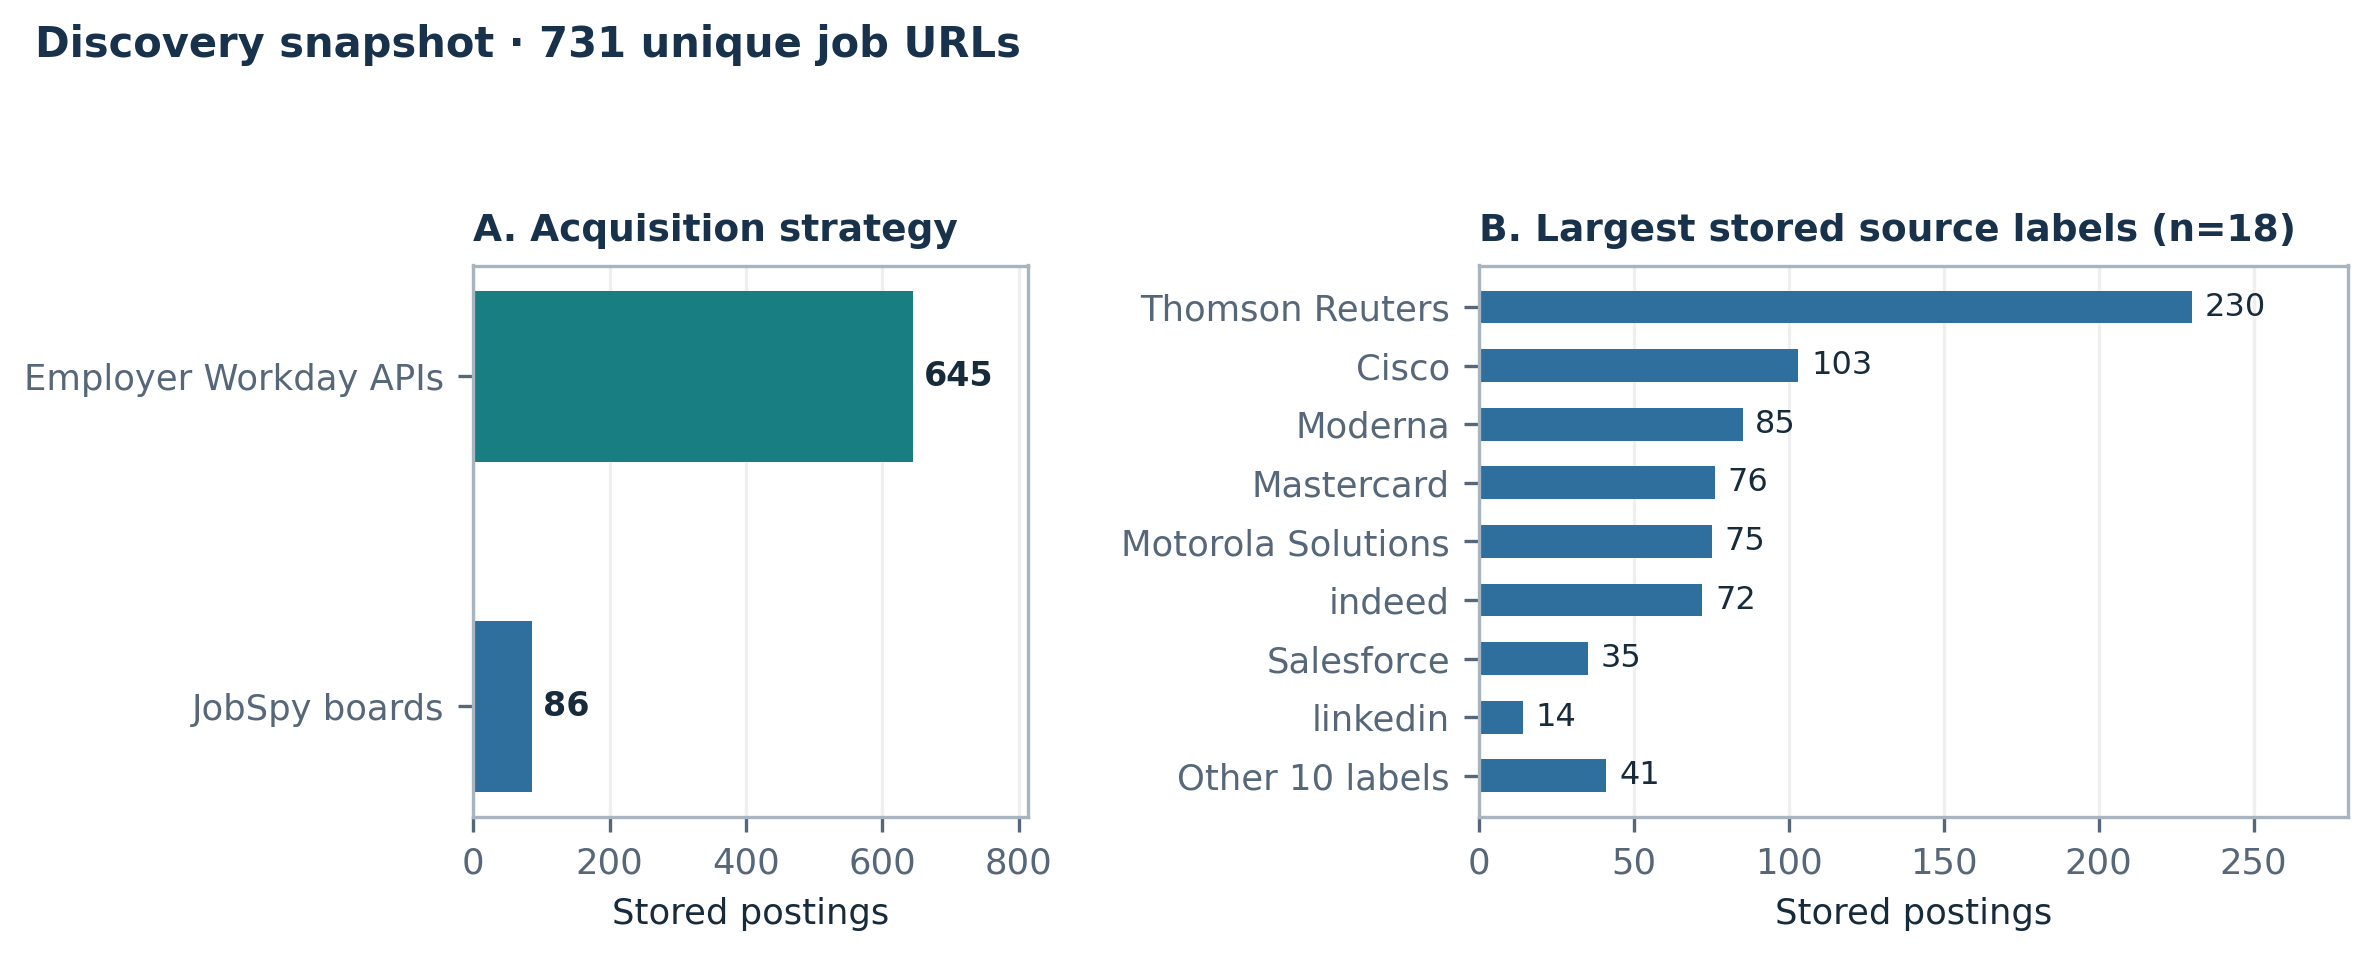 Discovery snapshot · 731 unique job URLs
A. Acquisition strategy
Employer Workday APIs
645
JobSpy boards
86
0 200 400 600 800
Stored postings
B. Largest stored source labels (n=18)
Thomson Reuters 230
Cisco 103
Moderna 85
Mastercard 76
Motorola Solutions 75
indeed 72
Salesforce 35
linkedin 14
Other 10 labels 41
0 50 100 150 200 250
Stored postings